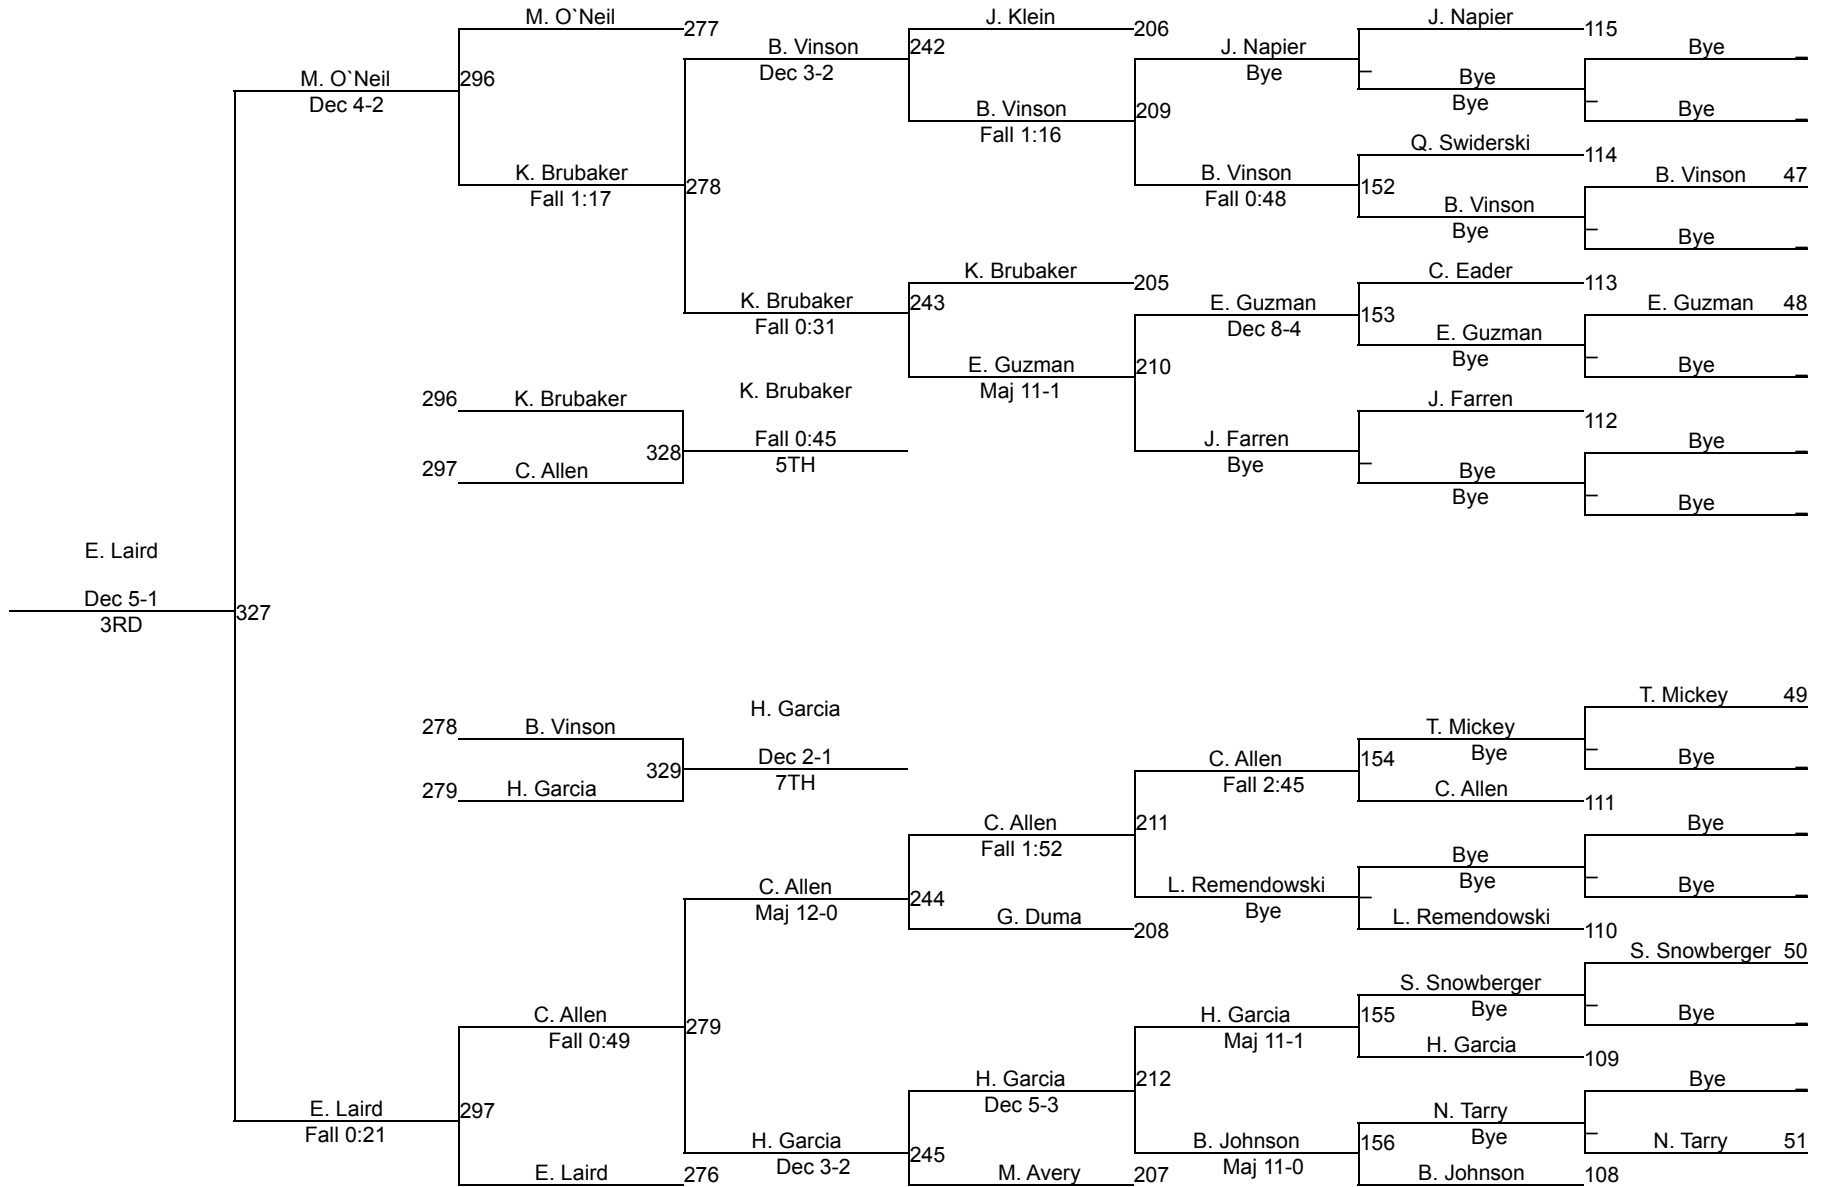 M. O`Neil
277
J. Klein
206
J. Napier
115
B. Vinson
242
J. Napier
Bye
_
Dec 3-2
Bye
M. O`Neil
296
_
Bye
Dec 4-2
Bye
B. Vinson
209
_
Bye
_
Fall 1:16
Q. Swiderski
114
K. Brubaker
278
B. Vinson
152
B. Vinson
47
Fall 1:17
Fall 0:48
B. Vinson
Bye
_
Bye
_
K. Brubaker
205
C. Eader
113
K. Brubaker
243
E. Guzman
153
E. Guzman
48
Fall 0:31
Dec 8-4
E. Guzman
Bye
_
E. Guzman
210
Bye
_
Maj 11-1
K. Brubaker
296
K. Brubaker
J. Farren
112
Fall 0:45
J. Farren
Bye
_
328
5TH
Bye
_
Bye
297
C. Allen
Bye
_
Bye
_
E. Laird
Dec 5-1
327
3RD
H. Garcia
T. Mickey
49
278
B. Vinson
T. Mickey
Dec 2-1
C. Allen
154
Bye
_
Bye
_
329
7TH
Fall 2:45
279
H. Garcia
C. Allen
111
C. Allen
211
Bye
_
Fall 1:52
Bye
C. Allen
244
L. Remendowski
_
Bye
_
Bye
Maj 12-0
Bye
G. Duma
208
L. Remendowski
110
S. Snowberger
50
S. Snowberger
C. Allen
279
H. Garcia
155
Bye
_
Bye
_
Fall 0:49
Maj 11-1
H. Garcia
109
H. Garcia
212
Bye
_
Dec 5-3
E. Laird
297
N. Tarry
Fall 0:21
H. Garcia
245
B. Johnson
156
Bye
_
N. Tarry
51
Dec 3-2
Maj 11-0
E. Laird
276
M. Avery
207
B. Johnson
108